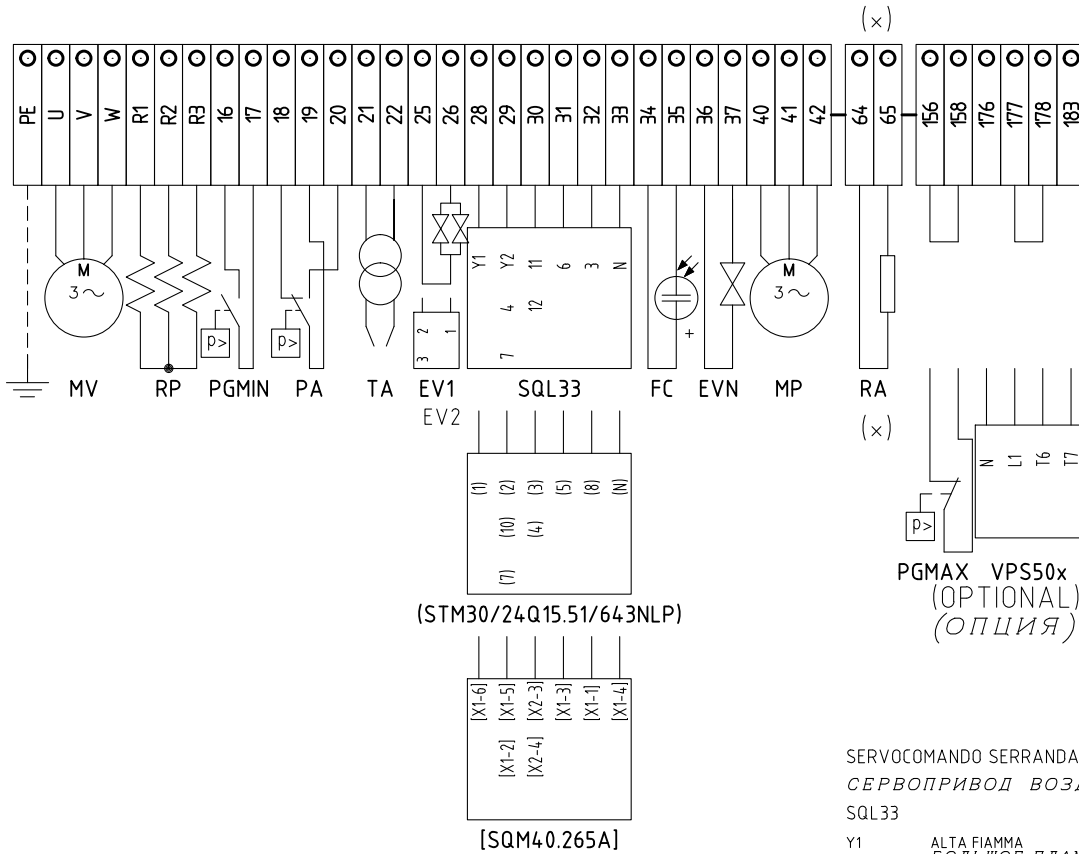 (x)
PE U V W R1 R2 R3 16 17 18 19 20 21 22 25 26 28 29 30 31 32 33 34 35 36 37 40 41 42 64 65 156 158 176 177 178 183
M
3~
p>
p>
2 1
3
Y1 Y2 11 6 3 N
4 12
7
+
M
3~
MV RP PGMIN PA TA EV1 SQL33 FC EVN MP RA
EV2
(x)
N L1 T6 T7
p>
PGMAX VPS50x
(OPTIONAL)
(ОПЦИЯ)
(1) (2) (3) (5) (8) (N)
(10) (4)
(7)
(STM30/24Q15.51/643NLP)
[X1-6] [X1-5] [X2-3] [X1-3] [X1-1] [X1-4]
[X1-2] [X2-4]
[SQM40.265A]
SERVOCOMANDO SERRANDA
СЕРВОПРИВОД ВОЗД
SQL33
Y1 ALTA FIAMMA